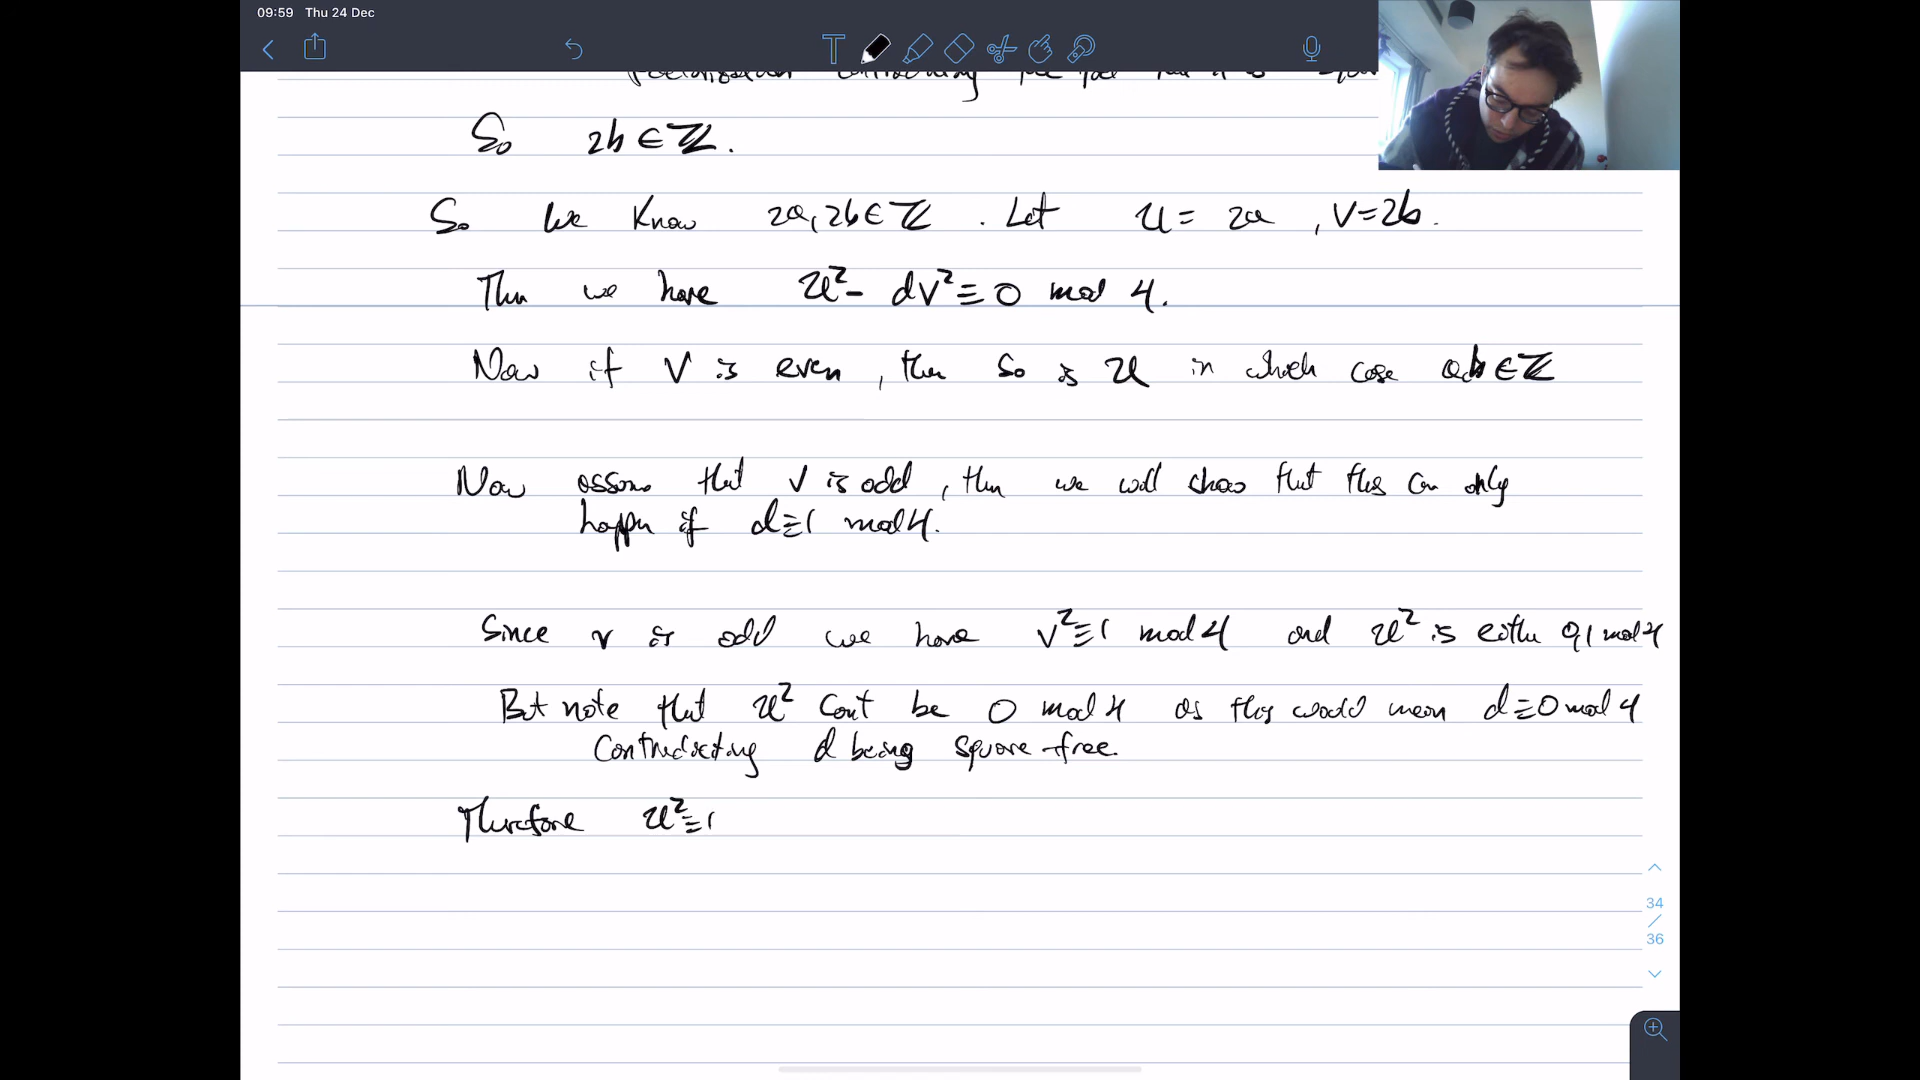 09:59 Thu 24 Dec
So 2b ∈ ℤ.
So we know 2a, 2b ∈ ℤ. Let u = 2a, v = 2b.
Then we have u² - dv² ≡ 0 mod 4.
Now if v is even, then so is u in which case a,b ∈ ℤ
Now assume that v is odd, then we will show that this can only
happen if d ≡ 1 mod 4.
Since v is odd we have v² ≡ 1 mod 4 and u² is either 0,1 mod 4
But note that u² can't be 0 mod 4 as this would mean d ≡ 0 mod 4
contradicting d being square-free.
Therefore u² ≡ 1
34
36